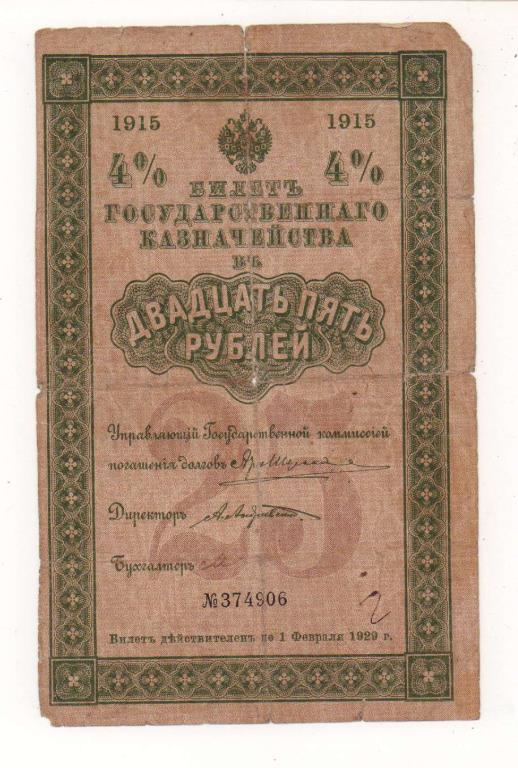 1915 1915
4% 4%
БИЛЕТЪ
ГОСУДАРСТВЕННАГО
КАЗНАЧЕЙСТВА
ВЪ
ДВАДЦАТЬ ПЯТЬ
РУБЛЕЙ
25
Управляющій Государственной коммиссіей
погашенія долговъ
Директоръ
Бухгалтеръ
№374906
Билетъ дѣйствителенъ по 1 Февраля 1929 г.